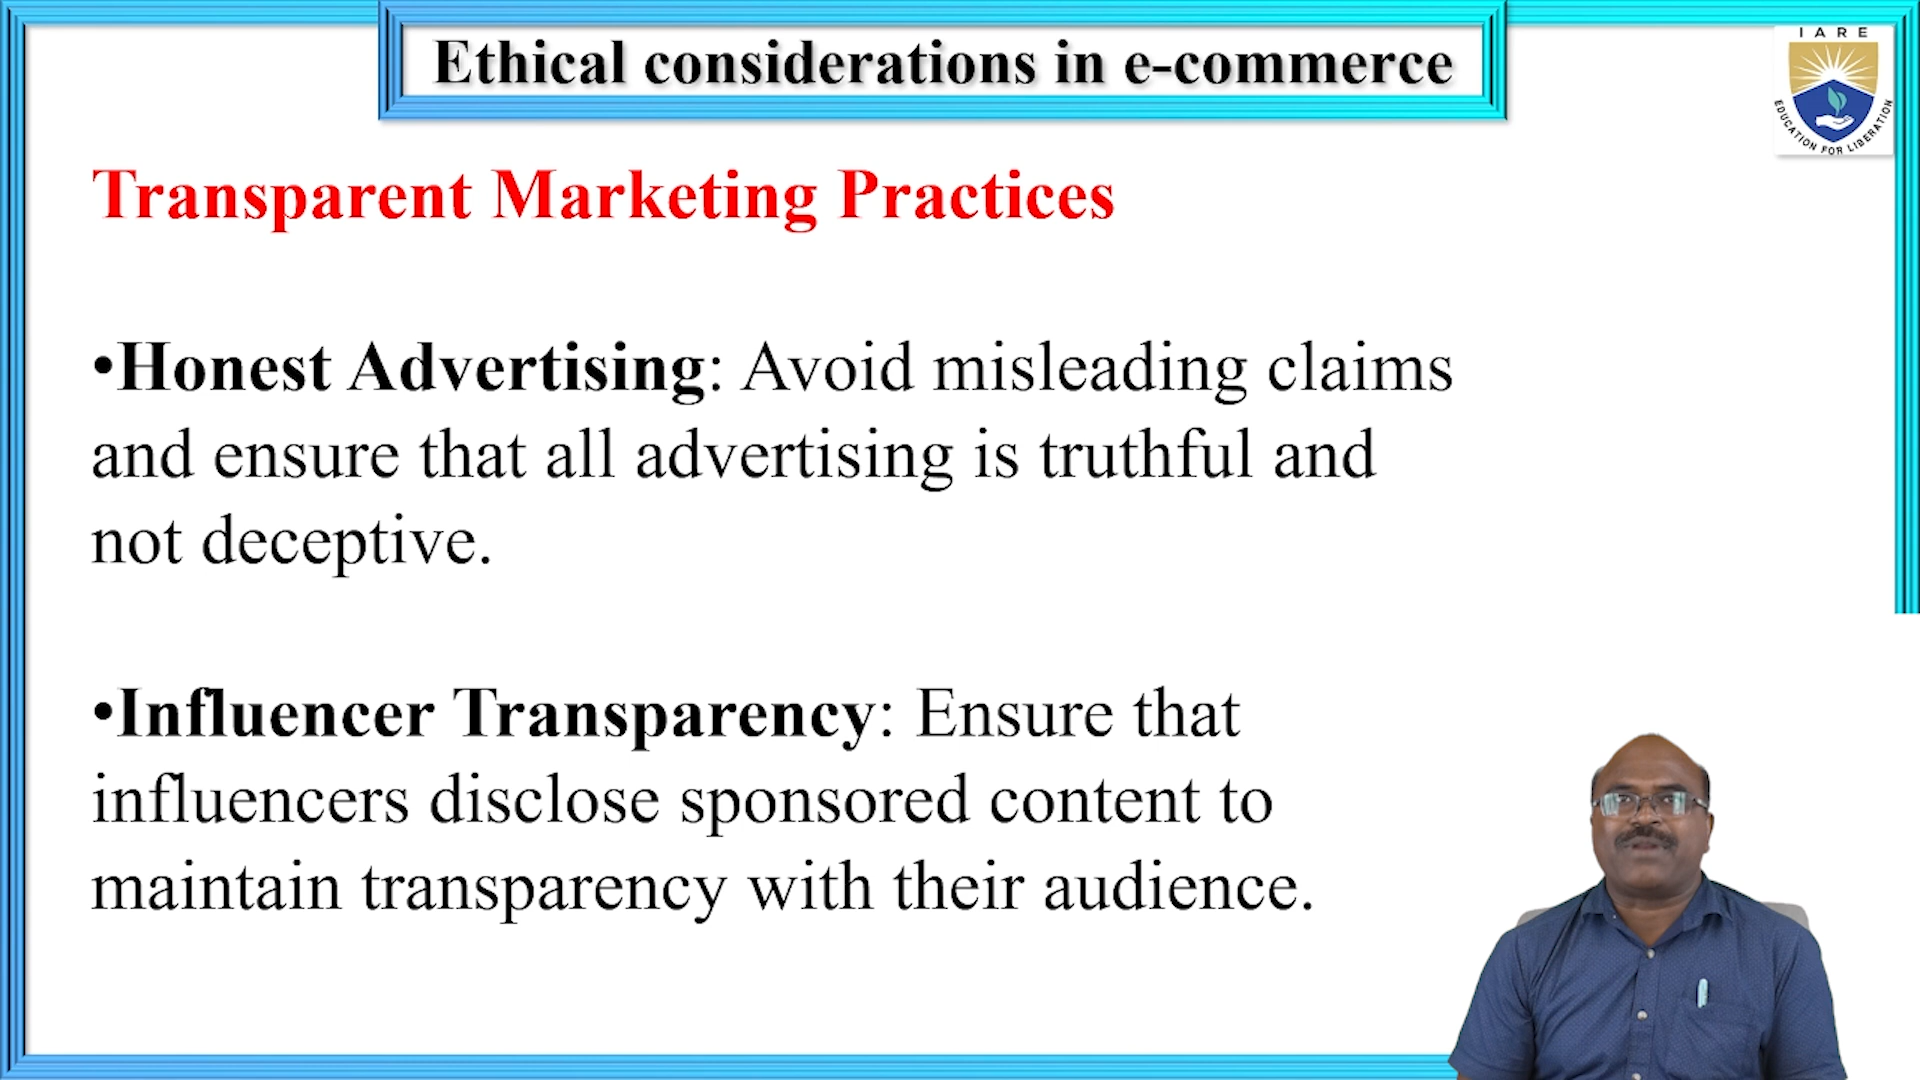 Ethical considerations in e-commerce
IARE
EDUCATION FOR LIBERATION
Transparent Marketing Practices
•Honest Advertising: Avoid misleading claims
and ensure that all advertising is truthful and
not deceptive.
•Influencer Transparency: Ensure that
influencers disclose sponsored content to
maintain transparency with their audience.